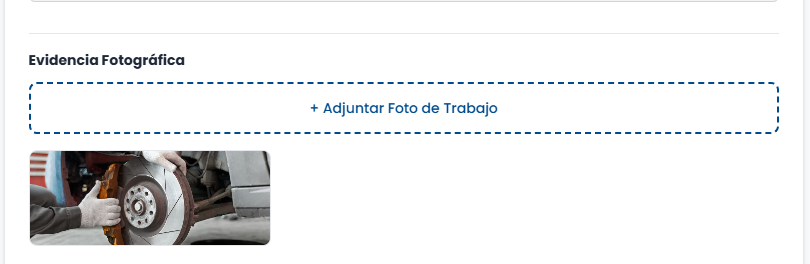 Evidencia Fotográfica
+ Adjuntar Foto de Trabajo